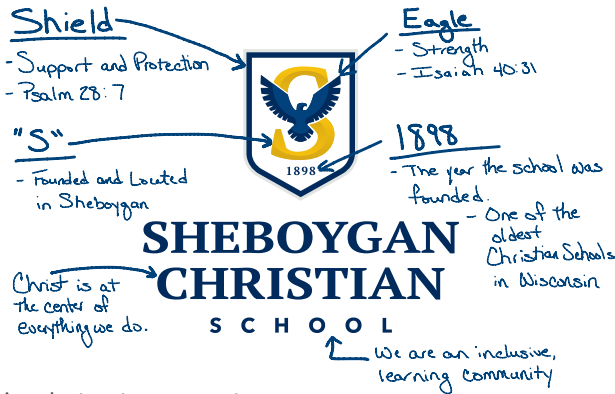 Shield
- Support and Protection
- Psalm 28:7
Eagle
- Strength
- Isaiah 40:31
"S"
- Founded and Located
in Sheboygan
S
1898
1898
- The year the school was
founded.
- One of the
oldest
Christian Schools
in Wisconsin
SHEBOYGAN
CHRISTIAN
SCHOOL
Christ is at
the center of
everything we do.
We are an inclusive,
learning community